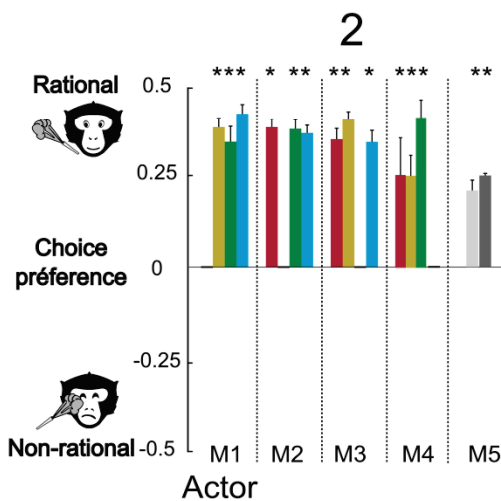 2
*** * ** ** * *** **
Rational
0.5
0.25
Choice
préference
0
-0.25
Non-rational
-0.5
M1 M2 M3 M4 M5
Actor